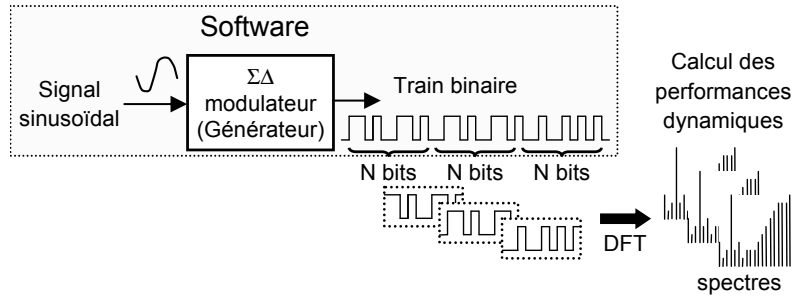 Software
Signal
sinusoïdal
ΣΔ
modulateur
(Générateur)
Train binaire
N bits
N bits
N bits
DFT
Calcul des
performances
dynamiques
spectres